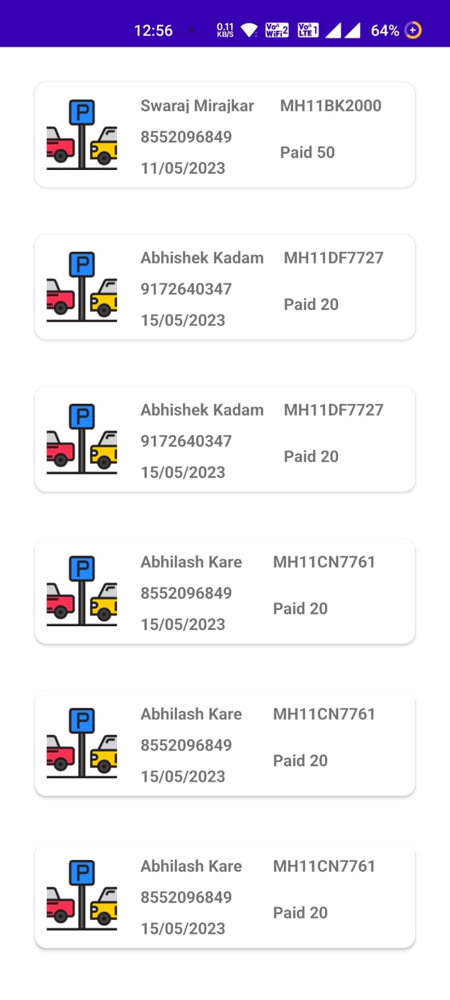 12:56 0.11 KB/S Vo WiFi 2 Vo LTE 1 64%
P
Swaraj Mirajkar MH11BK2000
8552096849
Paid 50
11/05/2023
P
Abhishek Kadam MH11DF7727
9172640347
Paid 20
15/05/2023
P
Abhishek Kadam MH11DF7727
9172640347
Paid 20
15/05/2023
P
Abhilash Kare MH11CN7761
8552096849
Paid 20
15/05/2023
P
Abhilash Kare MH11CN7761
8552096849
Paid 20
15/05/2023
P
Abhilash Kare MH11CN7761
8552096849
Paid 20
15/05/2023